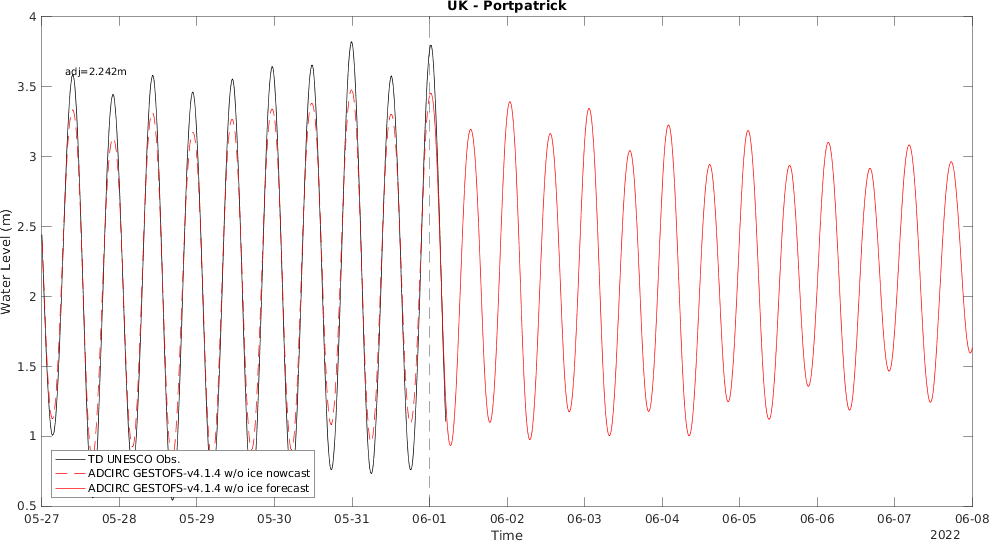 UK - Portpatrick
adj=2.242m
Water Level (m)
4
3.5
3
2.5
2
1.5
1
0.5
TD UNESCO Obs.
ADCIRC GESTOFS-v4.1.4 w/o ice nowcast
ADCIRC GESTOFS-v4.1.4 w/o ice forecast
05-27 05-28 05-29 05-30 05-31 06-01 06-02 06-03 06-04 06-05 06-06 06-07 06-08
Time
2022